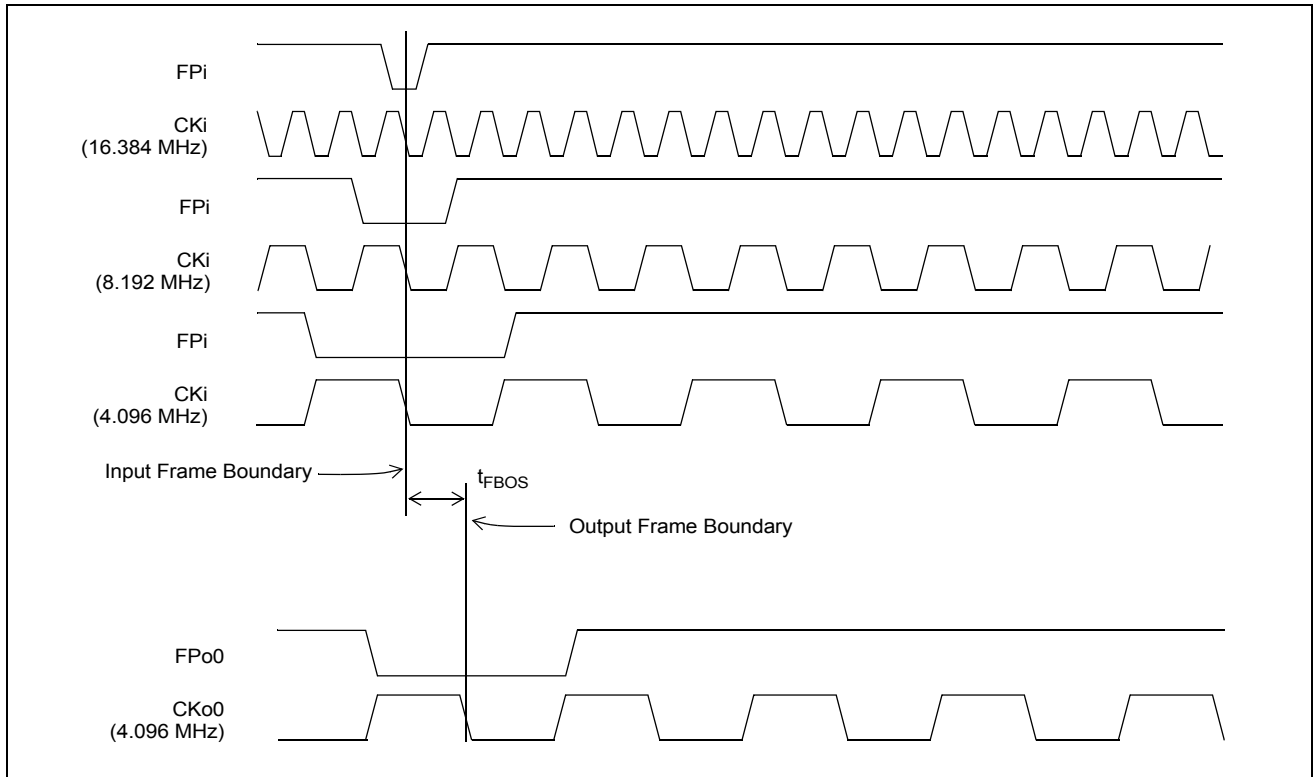 FPi
CKi
(16.384 MHz)
FPi
CKi
(8.192 MHz)
FPi
CKi
(4.096 MHz)
Input Frame Boundary
tFBOS
Output Frame Boundary
FPo0
CKo0
(4.096 MHz)